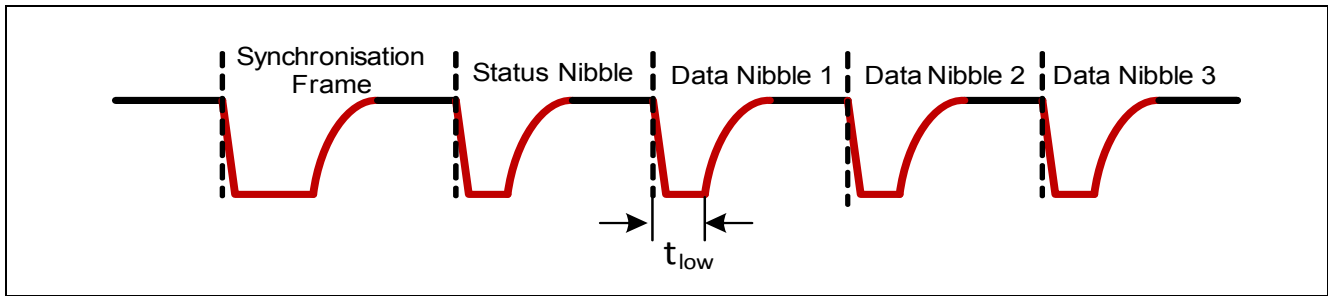 Synchronisation
Frame
Status Nibble
Data Nibble 1
Data Nibble 2
Data Nibble 3
tlow